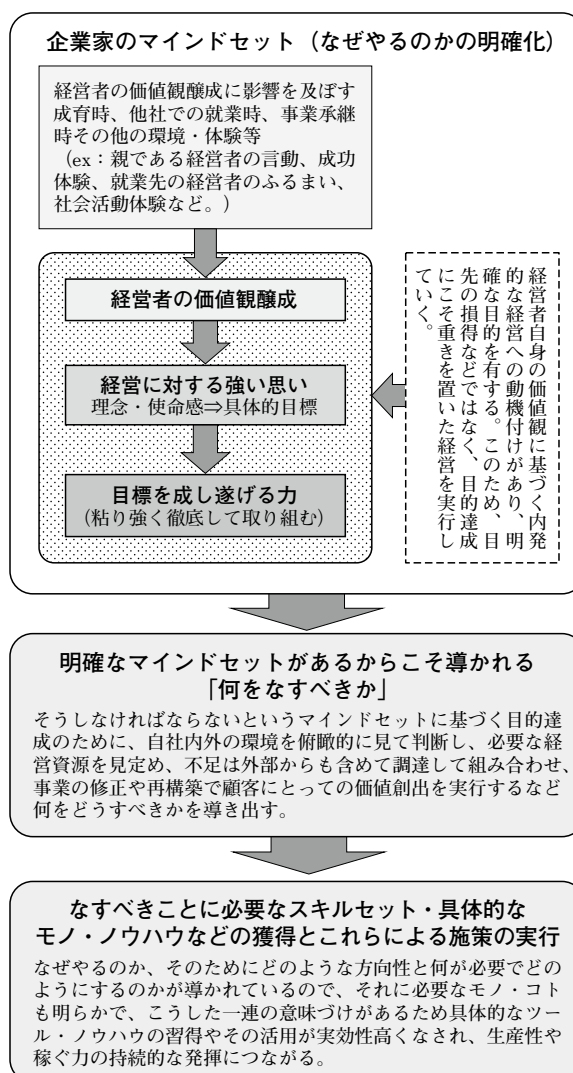 企業家のマインドセット（なぜやるのかの明確化）
経営者の価値観醸成に影響を及ぼす
成育時、他社での就業時、事業承継
時その他の環境・体験等
（ex：親である経営者の言動、成功
体験、就業先の経営者のふるまい、
社会活動体験など。）
経営者の価値観醸成
経営に対する強い思い
理念・使命感⇒具体的目標
目標を成し遂げる力
（粘り強く徹底して取り組む）
経営者自身の価値観に基づく内発
的な経営への動機付けがあり、明
確な目的を有する。このため、目
先の損得などではなく、目的達成
にこそ重きを置いた経営を実行し
ていく。
明確なマインドセットがあるからこそ導かれる
「何をなすべきか」
そうしなければならないというマインドセットに基づく目的達
成のために、自社内外の環境を俯瞰的に見て判断し、必要な経
営資源を見定め、不足は外部からも含めて調達して組み合わせ、
事業の修正や再構築で顧客にとっての価値創出を実行するなど
何をどうすべきかを導き出す。
なすべきことに必要なスキルセット・具体的な
モノ・ノウハウなどの獲得とこれらによる施策の実行
なぜやるのか、そのためにどのような方向性と何が必要でどの
ようにするのかが導かれているので、それに必要なモノ・コト
も明らかで、こうした一連の意味づけがあるため具体的なツー
ル・ノウハウの習得やその活用が実効性高くなされ、生産性や
稼ぐ力の持続的な発揮につながる。